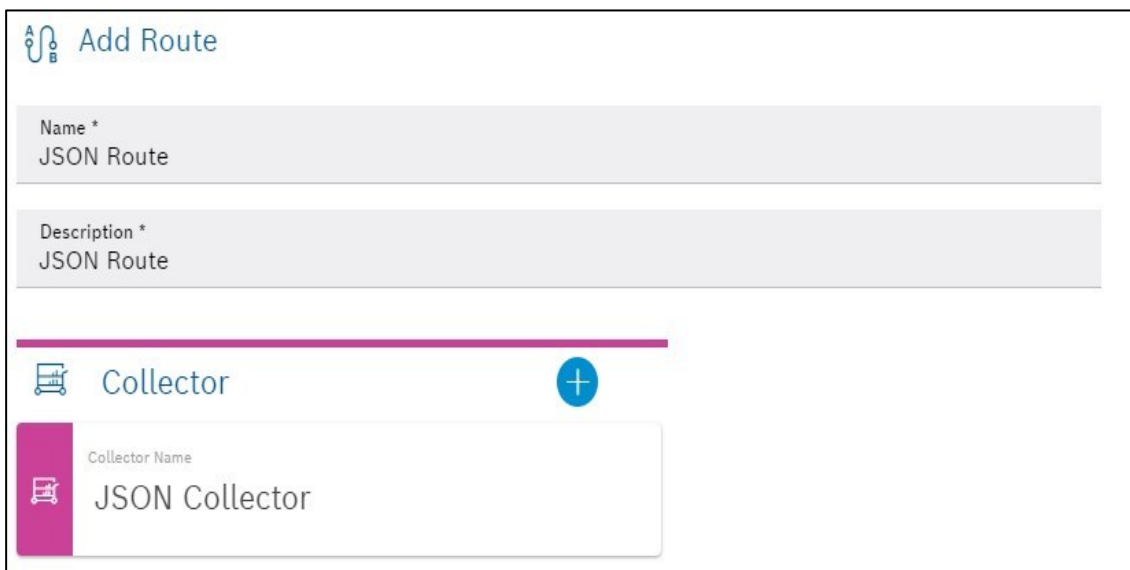 A
B
Add Route
Name *
JSON Route
Description *
JSON Route
Collector
Collector Name
JSON Collector